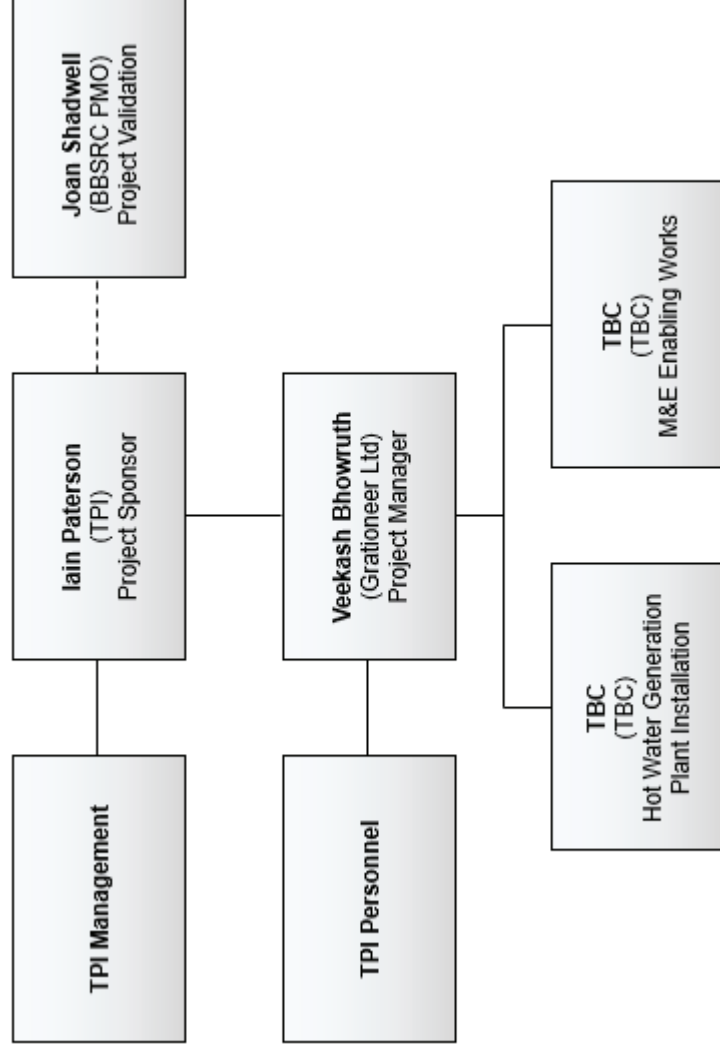 TPI Management
Iain Paterson
(TPI)
Project Sponsor
Joan Shadwell
(BBSRC PMO)
Project Validation
TPI Personnel
Veekash Bhowruth
(Grationeer Ltd)
Project Manager
TBC
(TBC)
Hot Water Generation
Plant Installation
TBC
(TBC)
M&E Enabling Works